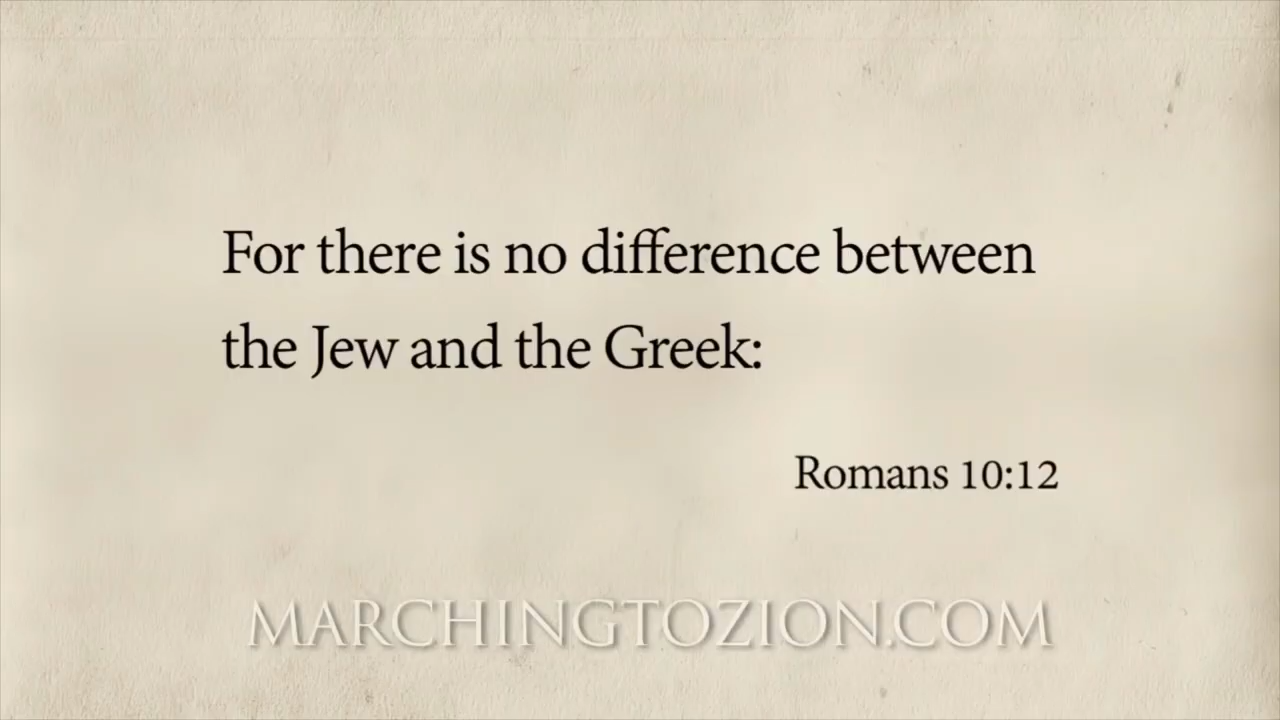 For there is no difference between
the Jew and the Greek:
Romans 10:12
MARCHINGTOZION.COM